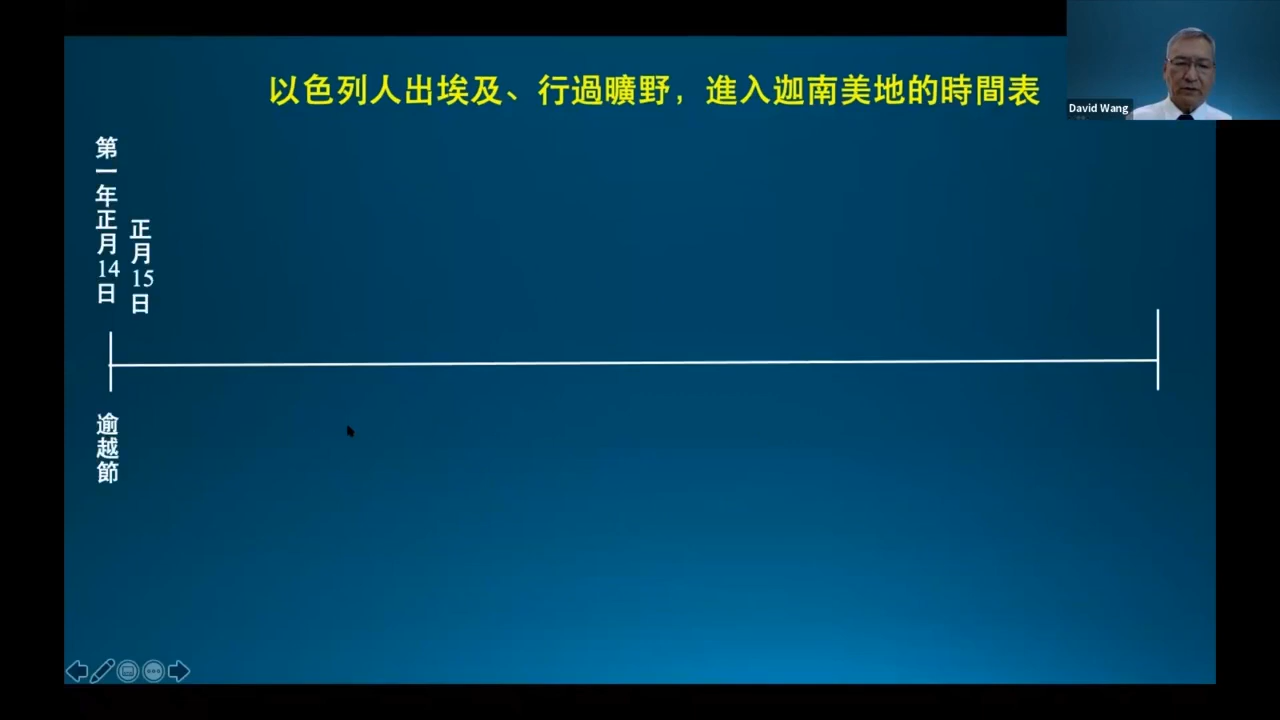 以色列人出埃及、行過曠野，進入迦南美地的時間表
David Wang
第一年正月14日
正月15日
逾越節